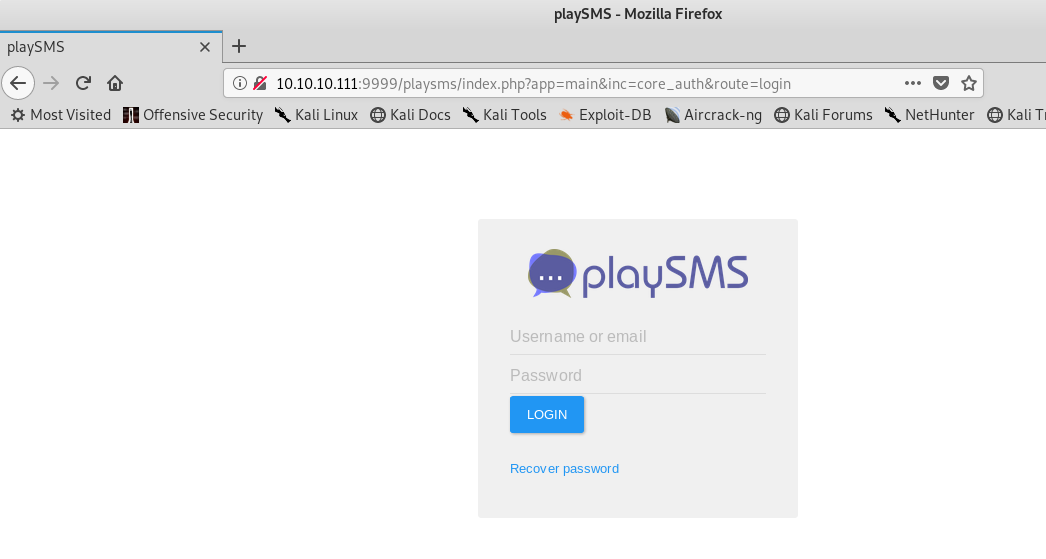 playSMS - Mozilla Firefox
playSMS
10.10.10.111:9999/playsms/index.php?app=main&inc=core_auth&route=login
Most Visited Offensive Security Kali Linux Kali Docs Kali Tools Exploit-DB Aircrack-ng Kali Forums NetHunter Kali Tr
playSMS
Username or email
Password
LOGIN
Recover password